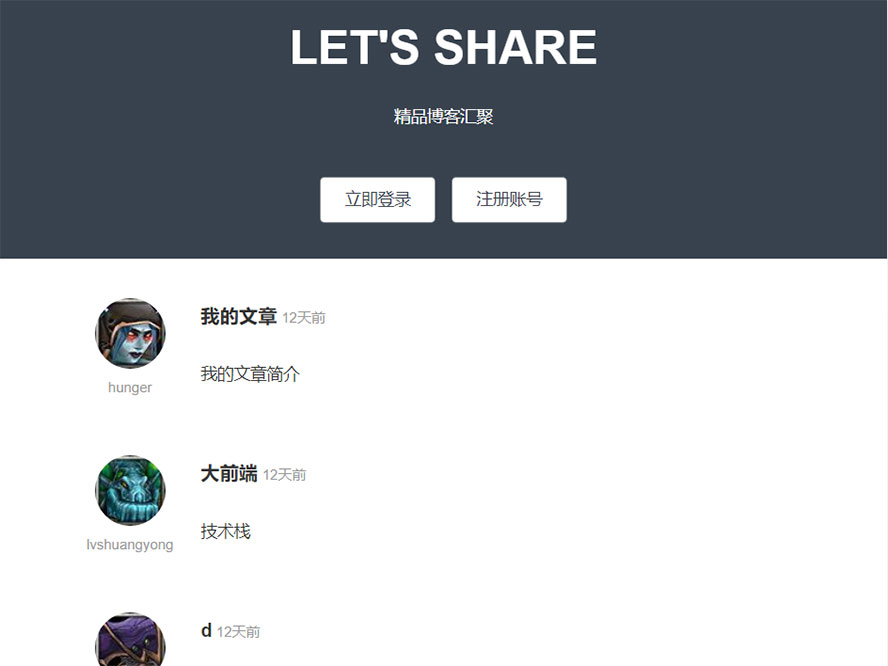 LET'S SHARE
精品博客汇聚
立即登录 注册账号
我的文章 12天前
我的文章简介
hunger
大前端 12天前
技术栈
lvshuangyong
d 12天前